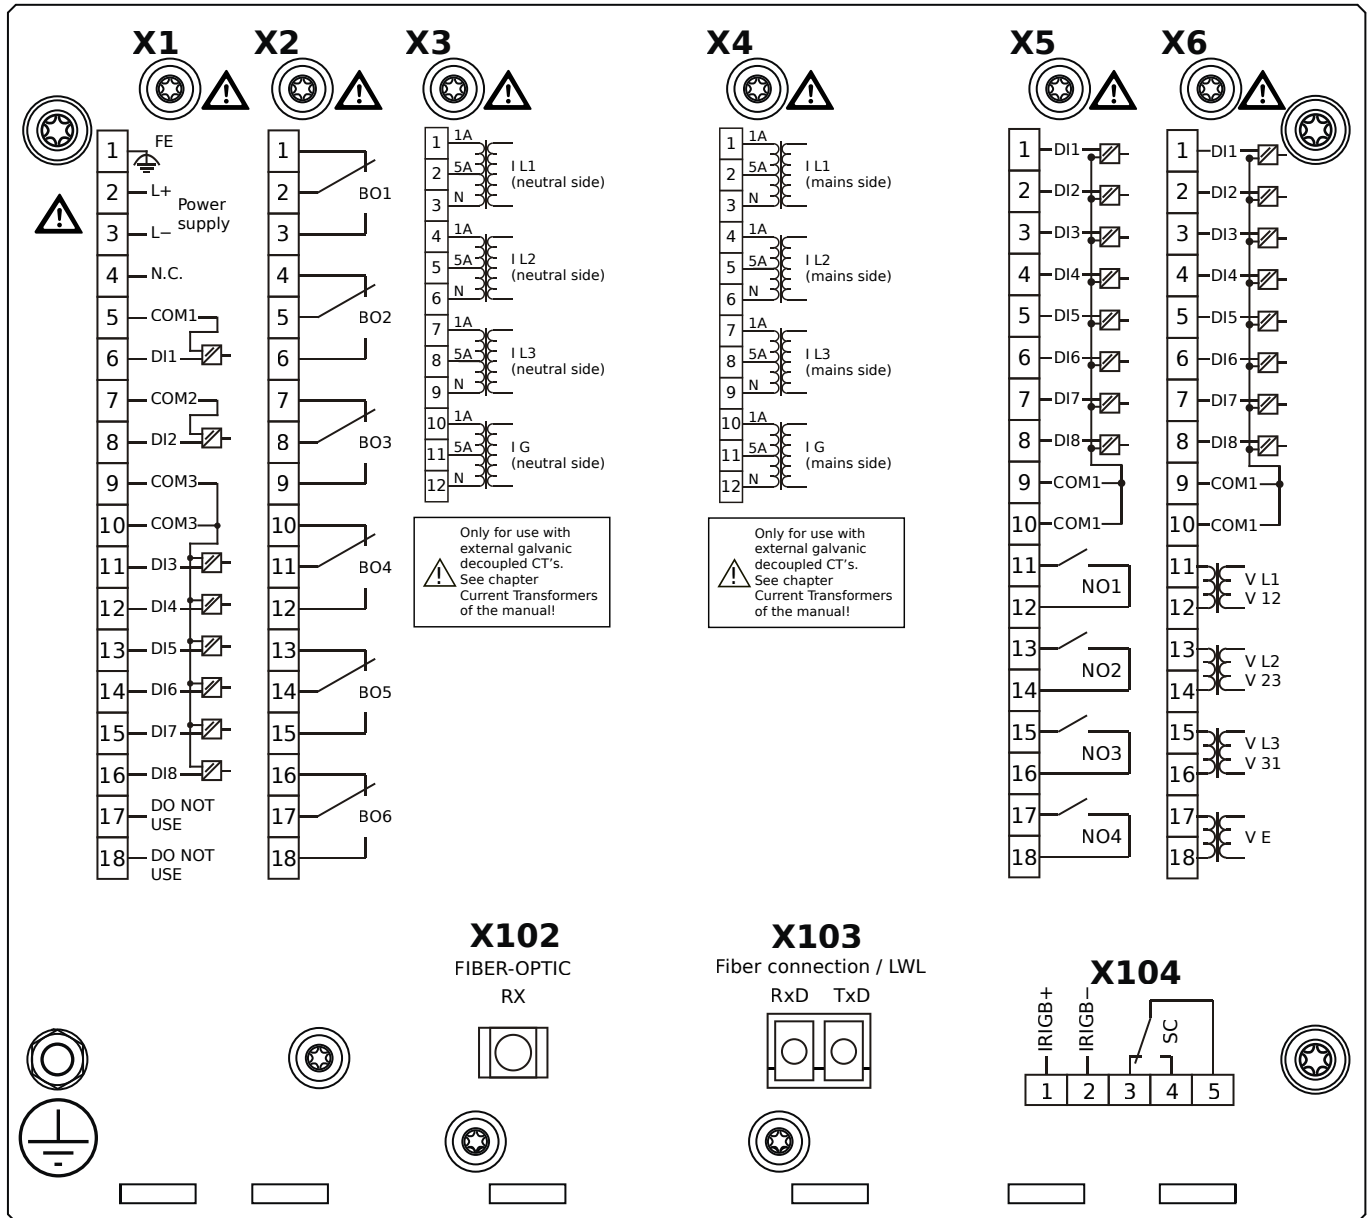 X1
X2
X3
X4
X5
X6
1
FE
2
L+
Power
supply
3
L−
4
N.C.
5
COM1
6
DI1
7
COM2
8
DI2
9
COM3
10
COM3
11
DI3
12
DI4
13
DI5
14
DI6
15
DI7
16
DI8
17
DO NOT
USE
18
DO NOT
USE
1
2
BO1
3
4
5
BO2
6
7
8
BO3
9
10
11
BO4
12
13
14
BO5
15
16
17
BO6
18
1
1A
2
5A
I L1
(neutral side)
3
N
4
1A
5
5A
I L2
(neutral side)
6
N
7
1A
8
5A
I L3
(neutral side)
9
N
10
1A
11
5A
I G
(neutral side)
12
N
Only for use with
external galvanic
decoupled CT's.
See chapter
Current Transformers
of the manual!
1
1A
2
5A
I L1
(mains side)
3
N
4
1A
5
5A
I L2
(mains side)
6
N
7
1A
8
5A
I L3
(mains side)
9
N
10
1A
11
5A
I G
(mains side)
12
N
Only for use with
external galvanic
decoupled CT's.
See chapter
Current Transformers
of the manual!
1
DI1
2
DI2
3
DI3
4
DI4
5
DI5
6
DI6
7
DI7
8
DI8
9
COM1
10
COM1
11
NO1
12
13
NO2
14
15
NO3
16
17
NO4
18
1
DI1
2
DI2
3
DI3
4
DI4
5
DI5
6
DI6
7
DI7
8
DI8
9
COM1
10
COM1
11
V L1
V 12
12
13
V L2
V 23
14
15
V L3
V 31
16
17
V E
18
X102
FIBER-OPTIC
RX
X103
Fiber connection / LWL
RxD TxD
X104
IRIGB+
IRIGB−
SC
1 2 3 4 5